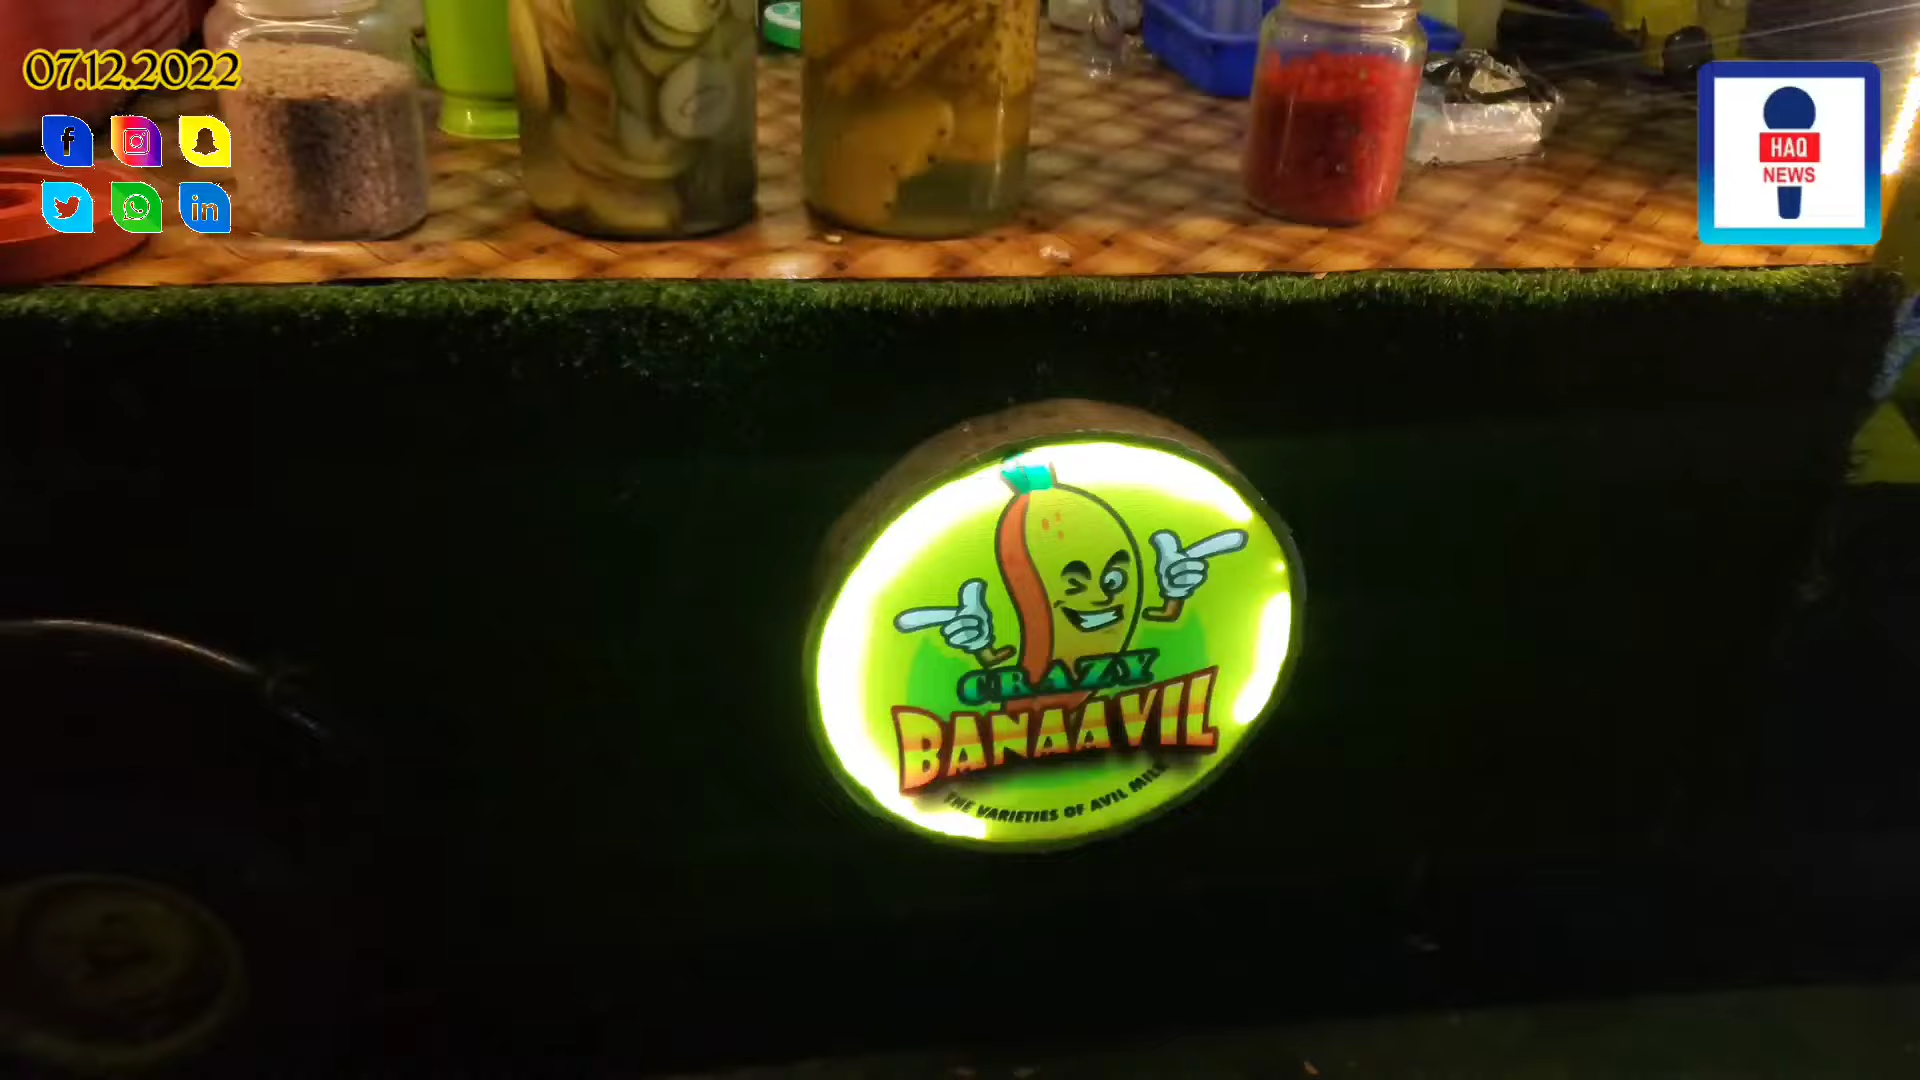 07.12.2022
HAQ
NEWS
CRAZY
BANAAVIL
THE VARIETIES OF AVIL MILK